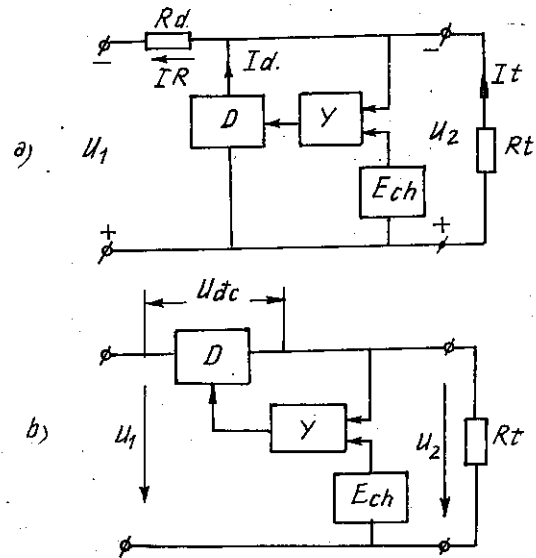 Rd.
IR
Id.
It
a)
U1
D
Y
U2
Rt
Ech
Udc
D
b)
U1
Y
U2
Rt
Ech